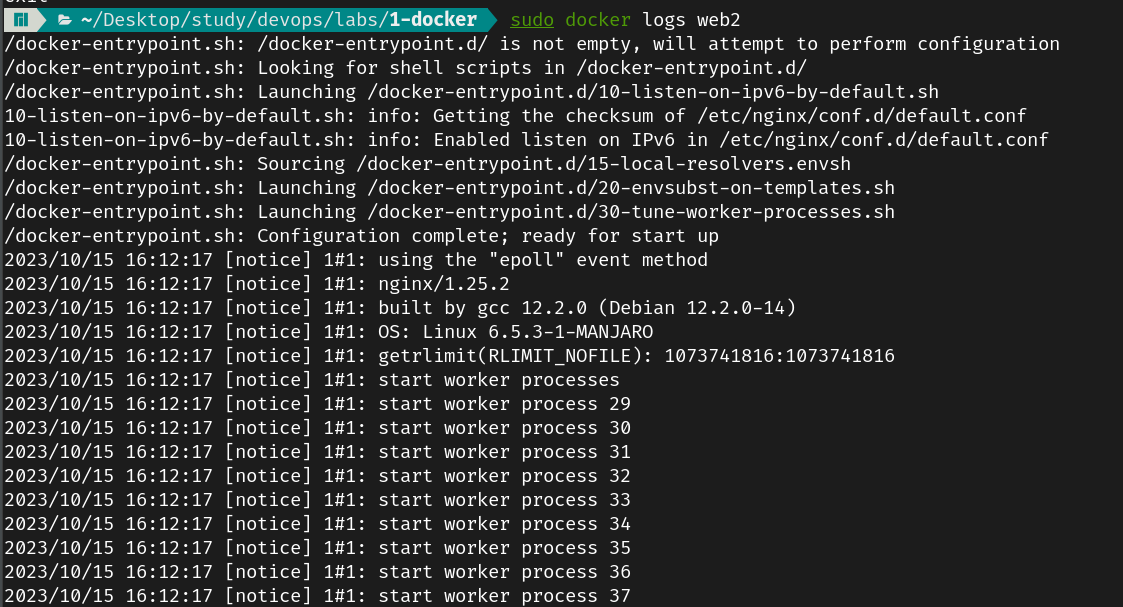 exit
~/Desktop/study/devops/labs/1-docker sudo docker logs web2
/docker-entrypoint.sh: /docker-entrypoint.d/ is not empty, will attempt to perform configuration
/docker-entrypoint.sh: Looking for shell scripts in /docker-entrypoint.d/
/docker-entrypoint.sh: Launching /docker-entrypoint.d/10-listen-on-ipv6-by-default.sh
10-listen-on-ipv6-by-default.sh: info: Getting the checksum of /etc/nginx/conf.d/default.conf
10-listen-on-ipv6-by-default.sh: info: Enabled listen on IPv6 in /etc/nginx/conf.d/default.conf
/docker-entrypoint.sh: Sourcing /docker-entrypoint.d/15-local-resolvers.envsh
/docker-entrypoint.sh: Launching /docker-entrypoint.d/20-envsubst-on-templates.sh
/docker-entrypoint.sh: Launching /docker-entrypoint.d/30-tune-worker-processes.sh
/docker-entrypoint.sh: Configuration complete; ready for start up
2023/10/15 16:12:17 [notice] 1#1: using the "epoll" event method
2023/10/15 16:12:17 [notice] 1#1: nginx/1.25.2
2023/10/15 16:12:17 [notice] 1#1: built by gcc 12.2.0 (Debian 12.2.0-14)
2023/10/15 16:12:17 [notice] 1#1: OS: Linux 6.5.3-1-MANJARO
2023/10/15 16:12:17 [notice] 1#1: getrlimit(RLIMIT_NOFILE): 1073741816:1073741816
2023/10/15 16:12:17 [notice] 1#1: start worker processes
2023/10/15 16:12:17 [notice] 1#1: start worker process 29
2023/10/15 16:12:17 [notice] 1#1: start worker process 30
2023/10/15 16:12:17 [notice] 1#1: start worker process 31
2023/10/15 16:12:17 [notice] 1#1: start worker process 32
2023/10/15 16:12:17 [notice] 1#1: start worker process 33
2023/10/15 16:12:17 [notice] 1#1: start worker process 34
2023/10/15 16:12:17 [notice] 1#1: start worker process 35
2023/10/15 16:12:17 [notice] 1#1: start worker process 36
2023/10/15 16:12:17 [notice] 1#1: start worker process 37